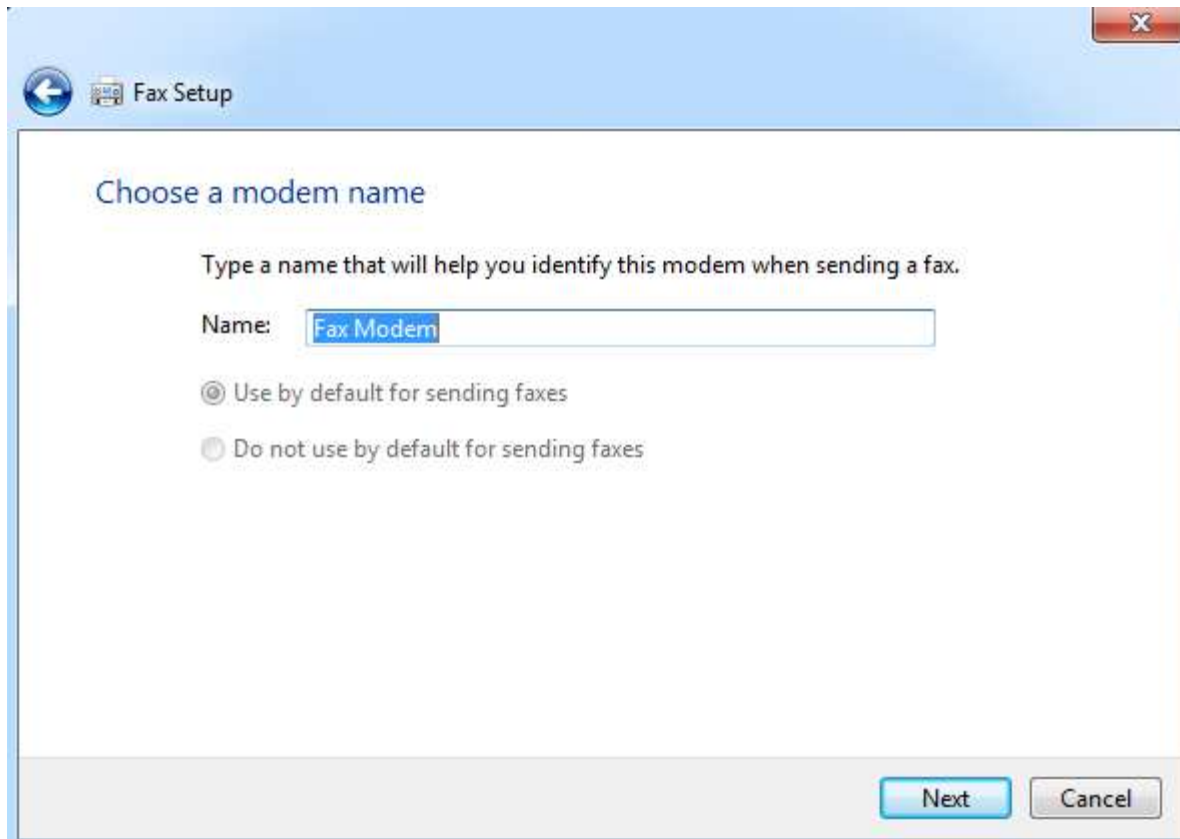 Fax Setup
Choose a modem name
Type a name that will help you identify this modem when sending a fax.
Name: Fax Modem
Use by default for sending faxes
Do not use by default for sending faxes
Next Cancel